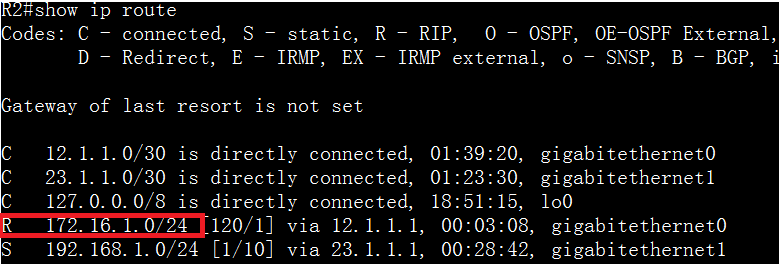 R2#show ip route
Codes: C - connected, S - static, R - RIP,  O - OSPF, OE-OSPF External,
       D - Redirect, E - IRMP, EX - IRMP external, o - SNSP, B - BGP, i
Gateway of last resort is not set
C   12.1.1.0/30 is directly connected, 01:39:20, gigabitethernet0
C   23.1.1.0/30 is directly connected, 01:23:30, gigabitethernet1
C   127.0.0.0/8 is directly connected, 18:51:15, lo0
R   172.16.1.0/24 [120/1] via 12.1.1.1, 00:03:08, gigabitethernet0
S   192.168.1.0/24 [1/10] via 23.1.1.1, 00:28:42, gigabitethernet1